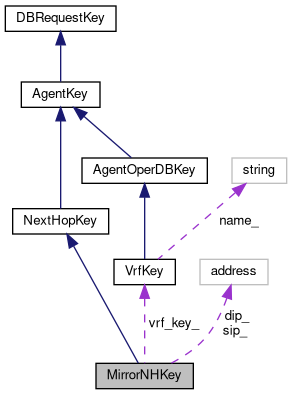 DBRequestKey
AgentKey
AgentOperDBKey
string
NextHopKey
name_
VrfKey
address
vrf_key_
dip_
sip_
MirrorNHKey